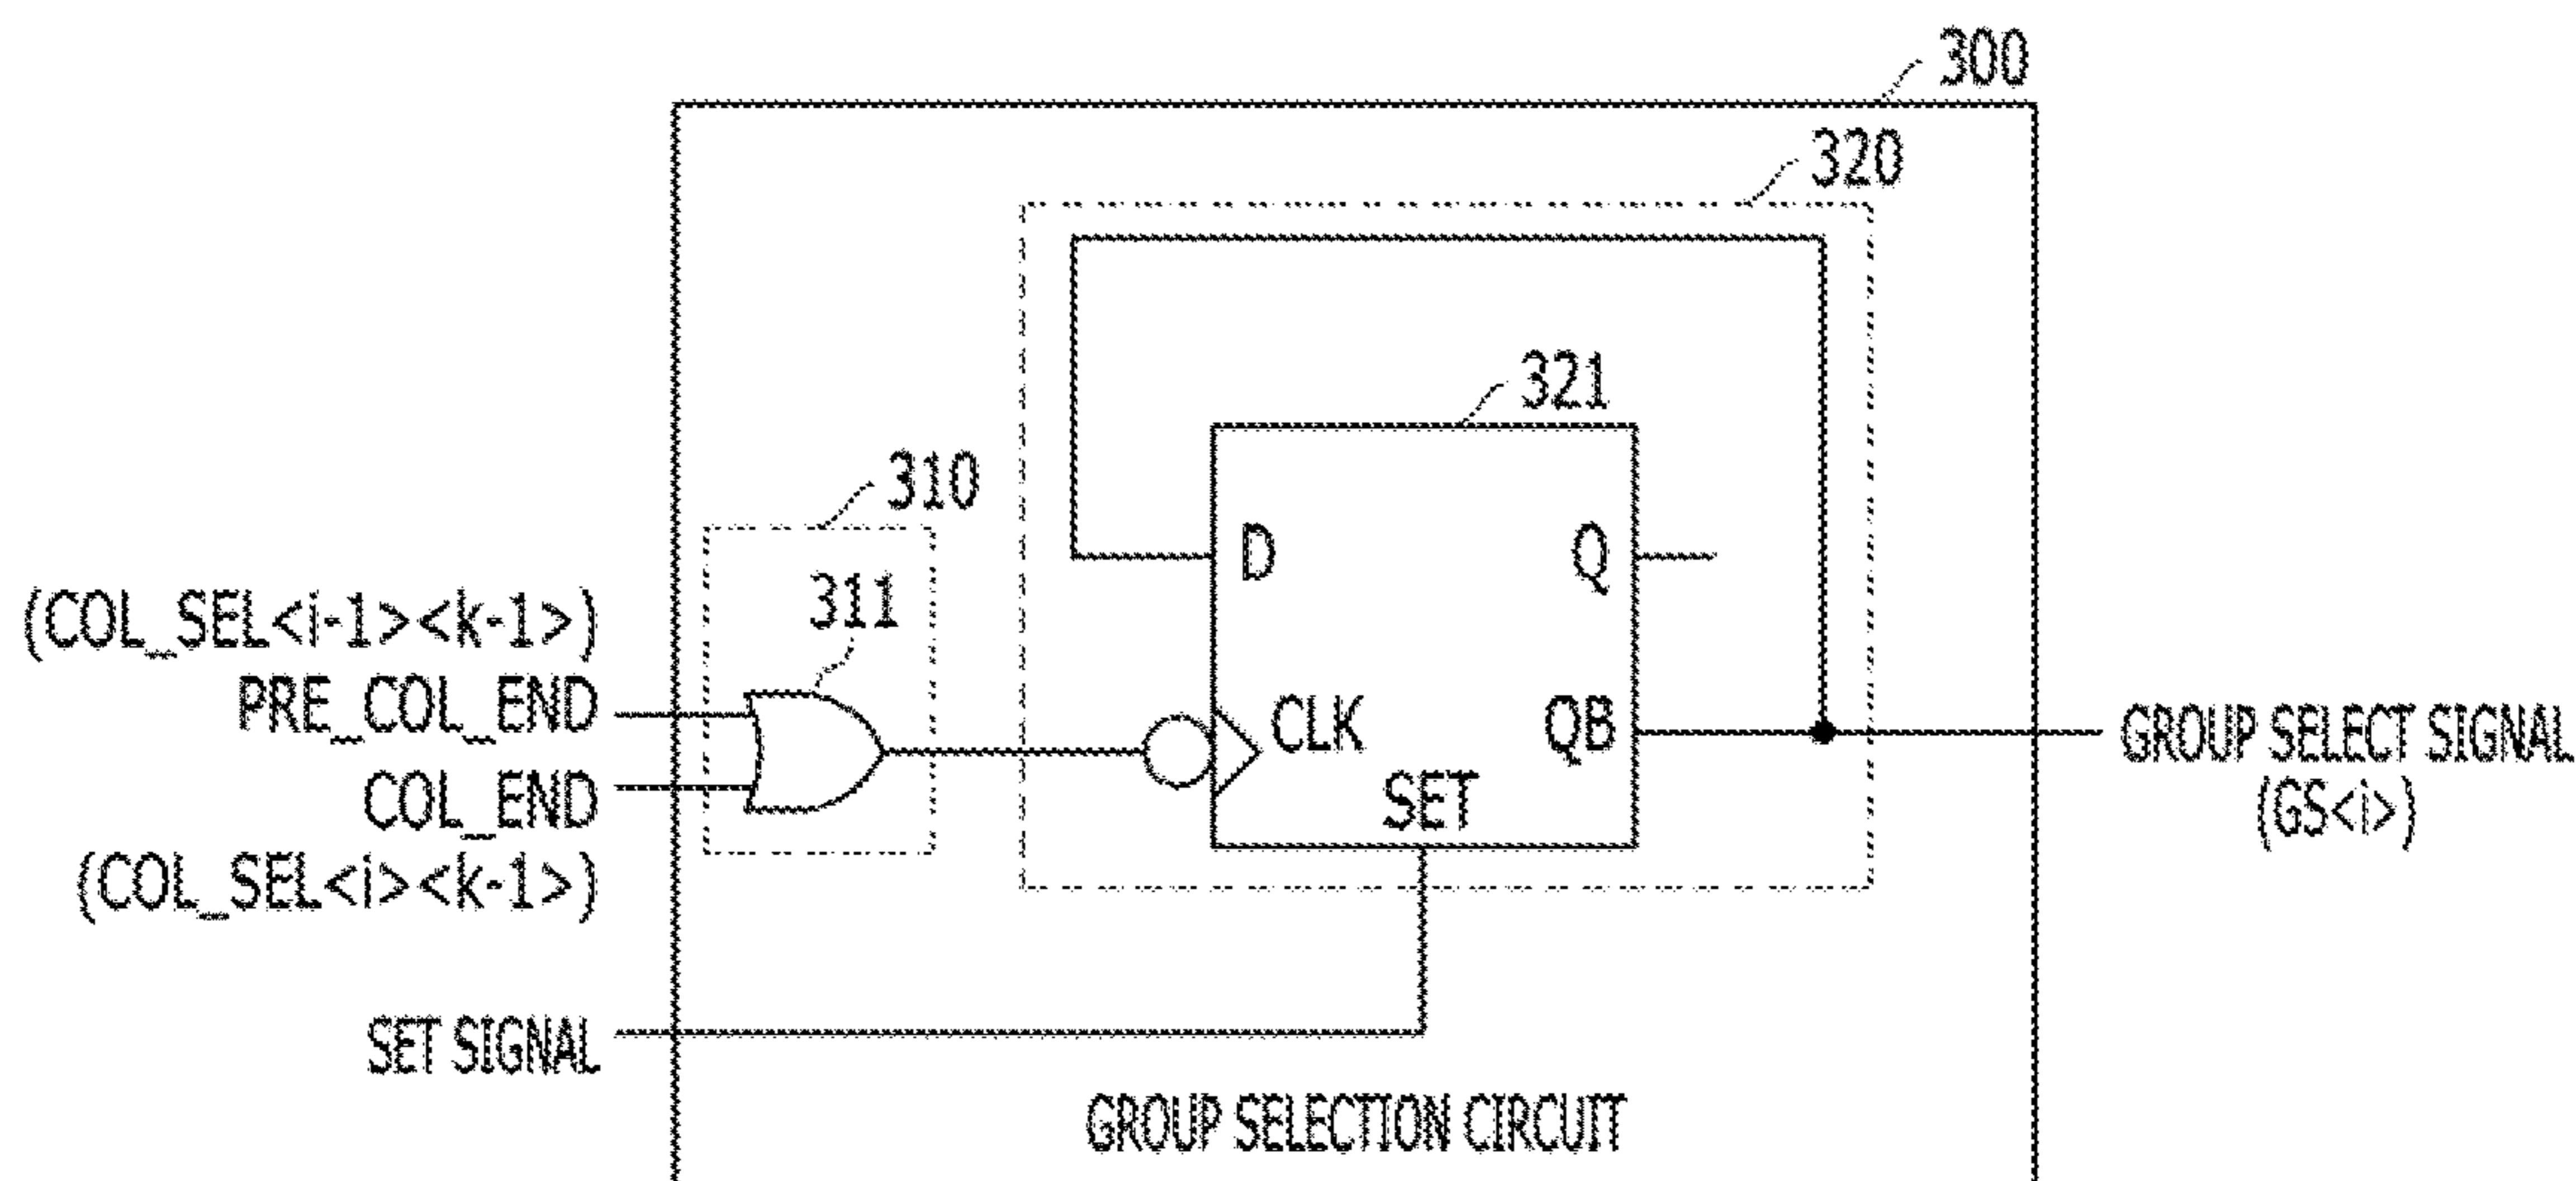 300
320
321
310
311
D
Q
(COL_SEL<i-1><k-1>)
PRE_COL_END
CLK
QB
GROUP SELECT SIGNAL
(GS<i>)
COL_END
SET
(COL_SEL<i><k-1>)
SET SIGNAL
GROUP SELECTION CIRCUIT